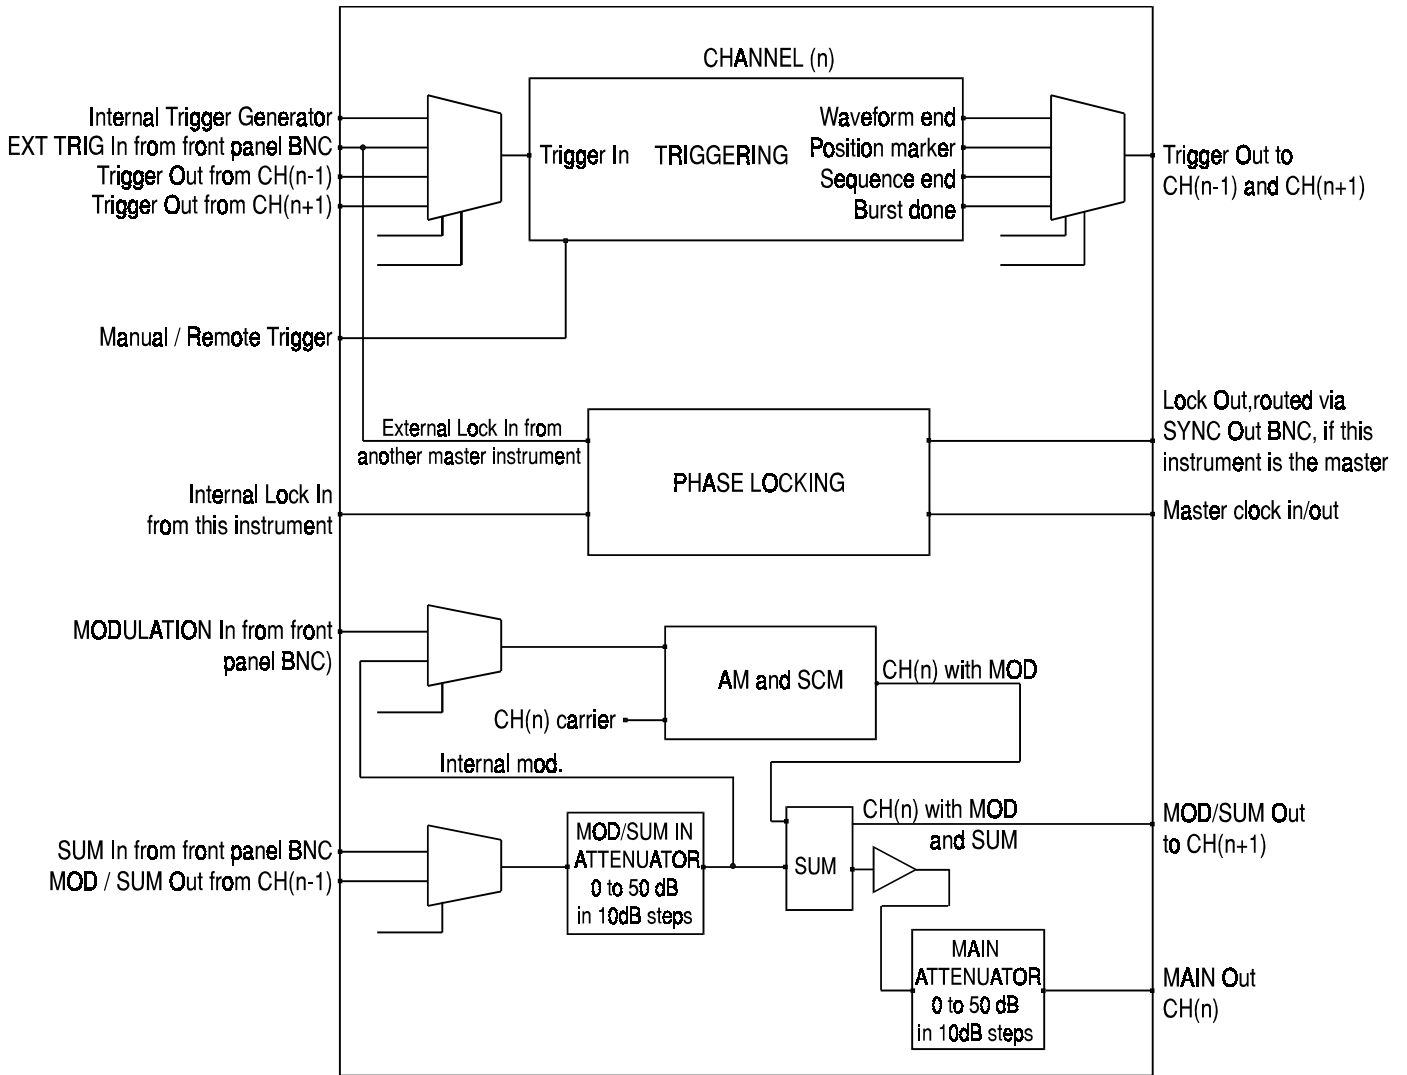 CHANNEL (n)
Internal Trigger Generator
EXT TRIG In from front panel BNC
Trigger Out from CH(n-1)
Trigger Out from CH(n+1)
Trigger In
TRIGGERING
Waveform end
Position marker
Sequence end
Burst done
Trigger Out to
CH(n-1) and CH(n+1)
Manual / Remote Trigger
External Lock In from
another master instrument
PHASE LOCKING
Lock Out,routed via
SYNC Out BNC, if this
instrument is the master
Internal Lock In
from this instrument
Master clock in/out
MODULATION In from front
panel BNC)
AM and SCM
CH(n) with MOD
CH(n) carrier
Internal mod.
SUM In from front panel BNC
MOD / SUM Out from CH(n-1)
MOD/SUM IN
ATTENUATOR
0 to 50 dB
in 10dB steps
SUM
CH(n) with MOD
and SUM
MOD/SUM Out
to CH(n+1)
MAIN
ATTENUATOR
0 to 50 dB
in 10dB steps
MAIN Out
CH(n)